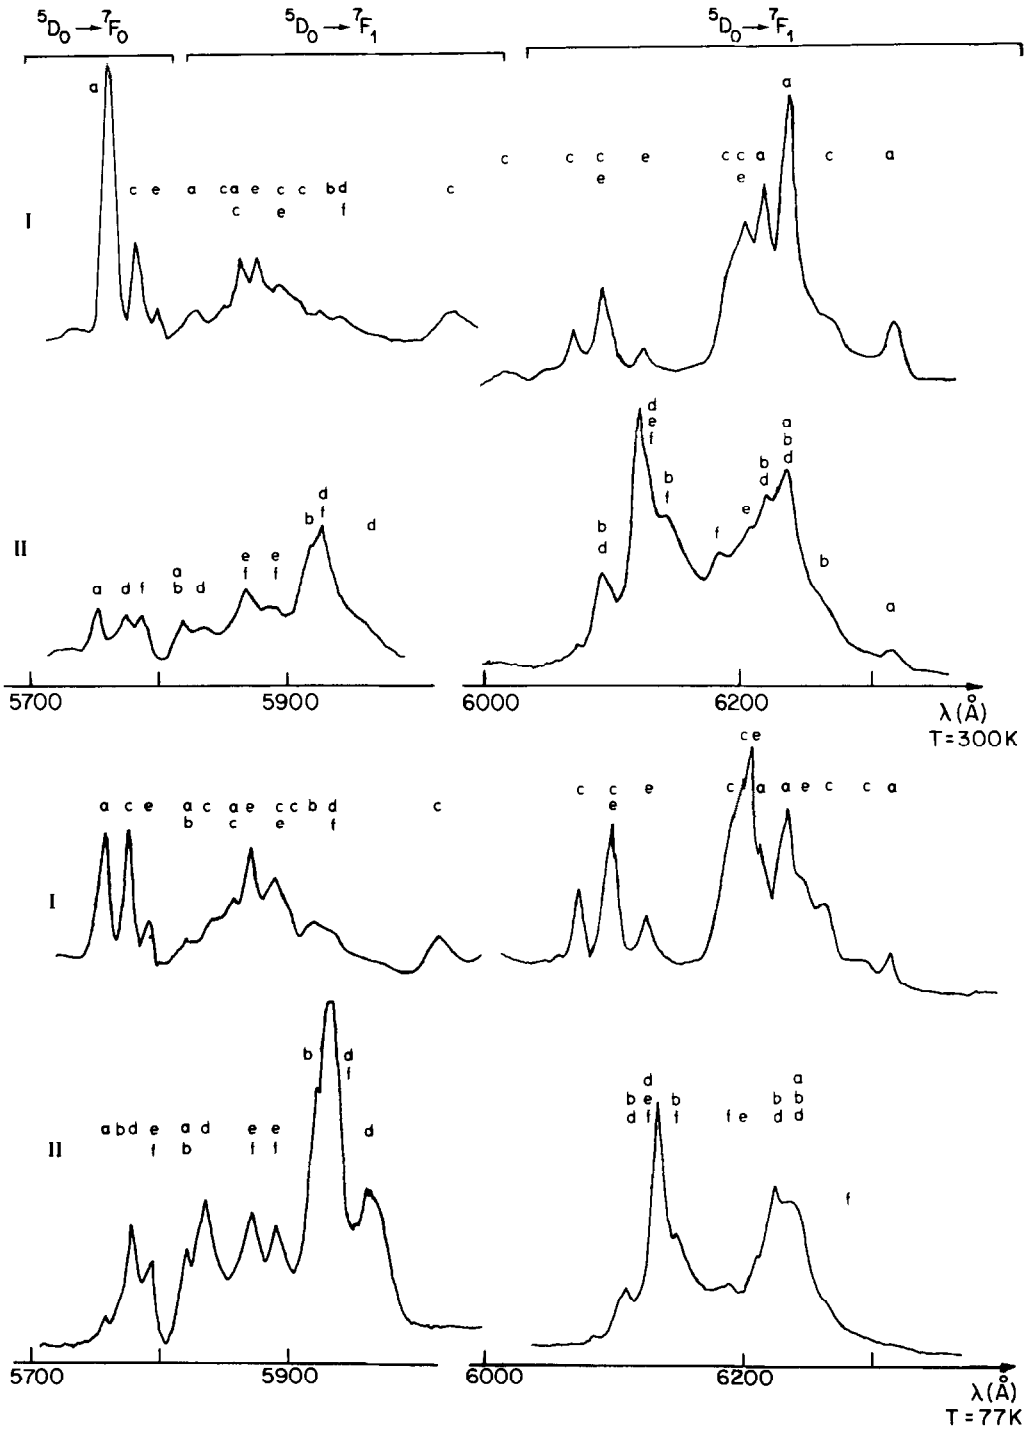 ⁵D₀→⁷F₀ ⁵D₀→⁷F₁ ⁵D₀→⁷F₁
a
a
c c c e c c a c a
e e
c e a c a e c c b d c
c e f
I
d
e
f
a
b
d
b
d
b
f
e
f
b
d
b
a
d
f
b d
e e
f f
a
b d
a d f
II
5700 5900 6000 6200
λ(Å)
T=300K
c e
c c e c a a e c c a
e
a c e a c a e c c b d c
b c e f
I
b d
f
d a
b e b b b
d f f f e d d
a b d e a d e e d
f b f f
II
f
5700 5900 6000 6200
λ(Å)
T=77K